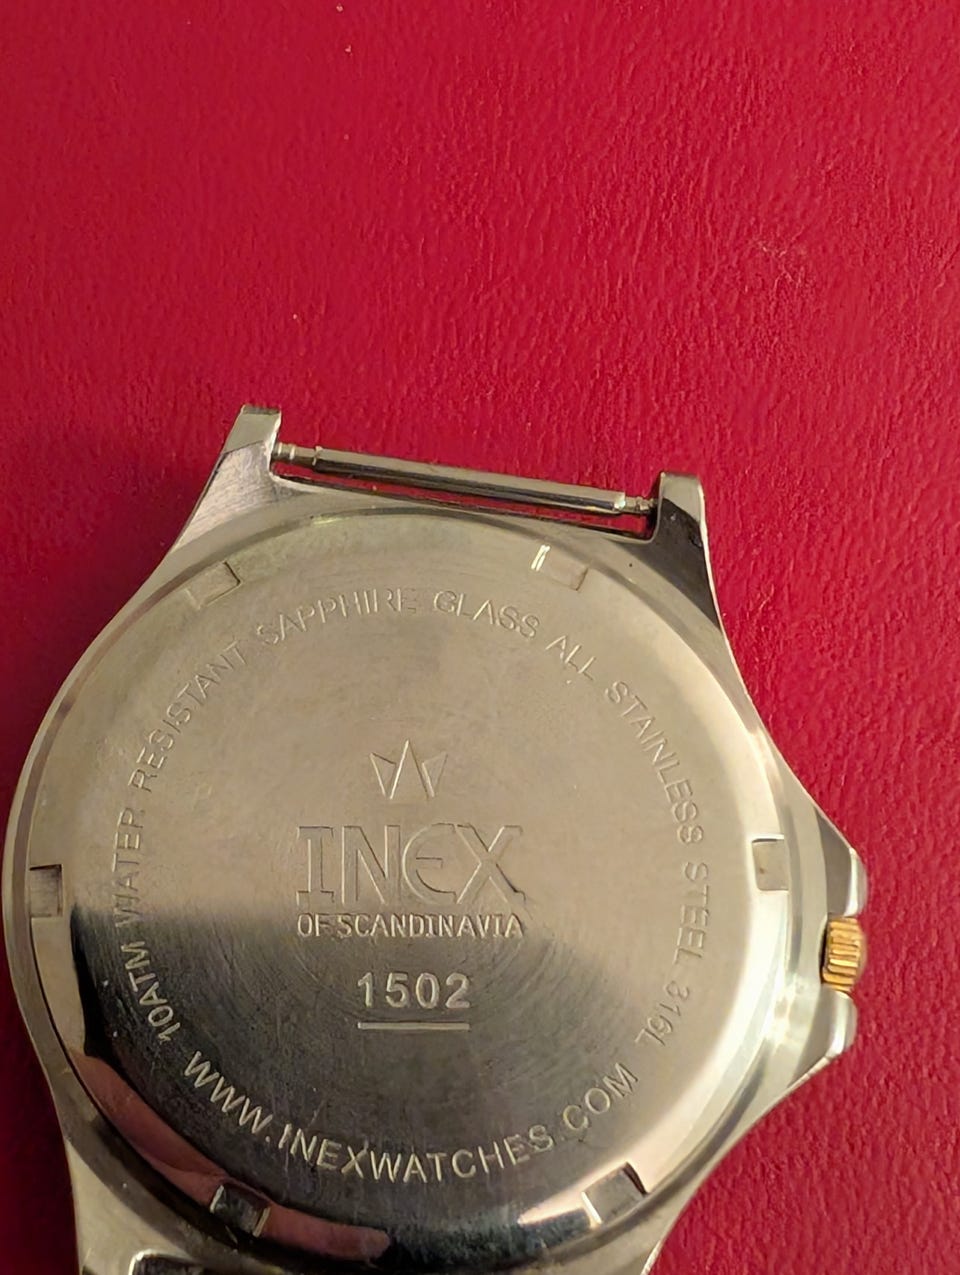 10ATM WATER RESISTANT SAPPHIRE GLASS ALL STAINLESS STEEL 316L
INEX
OF SCANDINAVIA
1502
WWW.INEXWATCHES.COM